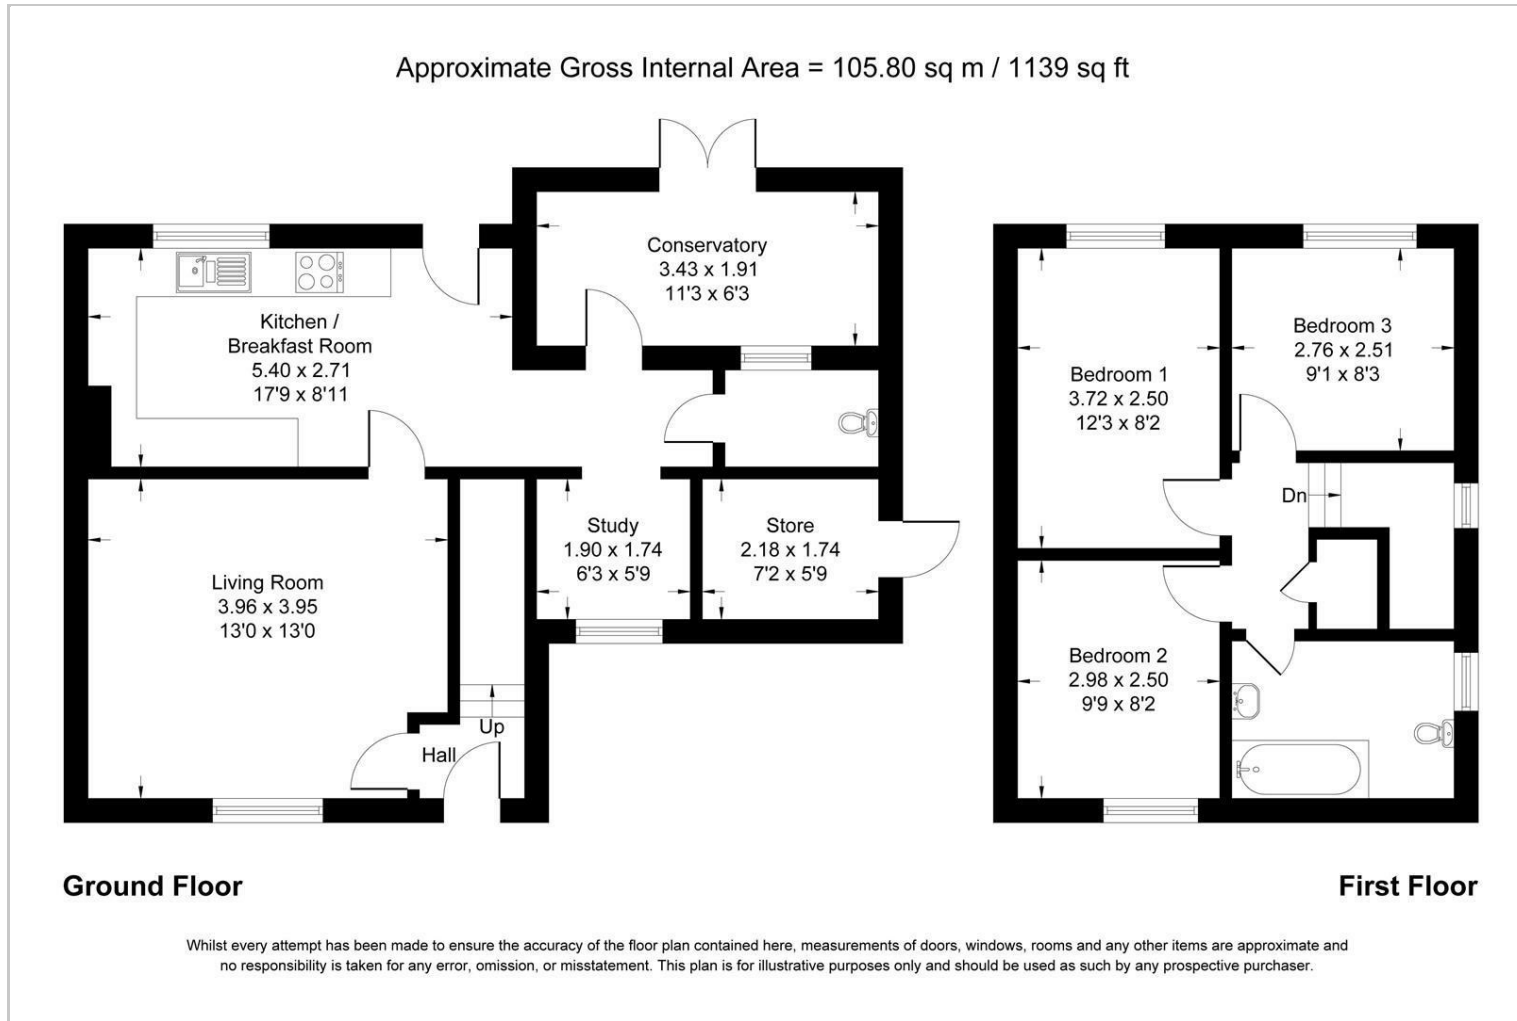 Approximate Gross Internal Area = 105.80 sq m / 1139 sq ft
Conservatory
3.43 x 1.91
11'3 x 6'3
Kitchen /
Breakfast Room
5.40 x 2.71
17'9 x 8'11
Living Room
3.96 x 3.95
13'0 x 13'0
Study
1.90 x 1.74
6'3 x 5'9
Store
2.18 x 1.74
7'2 x 5'9
Up
Hall
Bedroom 1
3.72 x 2.50
12'3 x 8'2
Bedroom 3
2.76 x 2.51
9'1 x 8'3
Dn
Bedroom 2
2.98 x 2.50
9'9 x 8'2
Ground Floor
First Floor
Whilst every attempt has been made to ensure the accuracy of the floor plan contained here, measurements of doors, windows, rooms and any other items are approximate and
no responsibility is taken for any error, omission, or misstatement. This plan is for illustrative purposes only and should be used as such by any prospective purchaser.